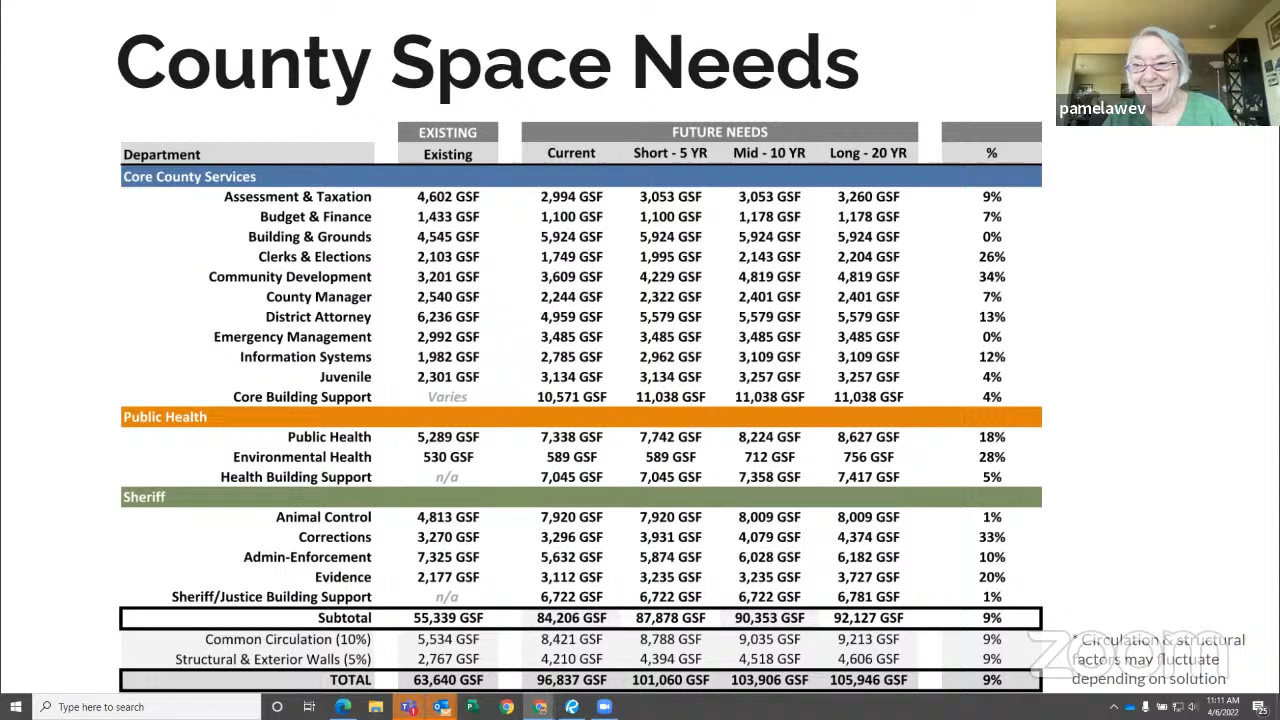 County Space Needs
pamelawev
EXISTING FUTURE NEEDS
Department Existing Current Short - 5 YR Mid - 10 YR Long - 20 YR %
Core County Services
Assessment & Taxation 4,602 GSF 2,994 GSF 3,053 GSF 3,053 GSF 3,260 GSF 9%
Budget & Finance 1,433 GSF 1,100 GSF 1,100 GSF 1,178 GSF 1,178 GSF 7%
Building & Grounds 4,545 GSF 5,924 GSF 5,924 GSF 5,924 GSF 5,924 GSF 0%
Clerks & Elections 2,103 GSF 1,749 GSF 1,995 GSF 2,143 GSF 2,204 GSF 26%
Community Development 3,201 GSF 3,609 GSF 4,229 GSF 4,819 GSF 4,819 GSF 34%
County Manager 2,540 GSF 2,244 GSF 2,322 GSF 2,401 GSF 2,401 GSF 7%
District Attorney 6,236 GSF 4,959 GSF 5,579 GSF 5,579 GSF 5,579 GSF 13%
Emergency Management 2,992 GSF 3,485 GSF 3,485 GSF 3,485 GSF 3,485 GSF 0%
Information Systems 1,982 GSF 2,785 GSF 2,962 GSF 3,109 GSF 3,109 GSF 12%
Juvenile 2,301 GSF 3,134 GSF 3,134 GSF 3,257 GSF 3,257 GSF 4%
Core Building Support Varies 10,571 GSF 11,038 GSF 11,038 GSF 11,038 GSF 4%
Public Health
Public Health 5,289 GSF 7,338 GSF 7,742 GSF 8,224 GSF 8,627 GSF 18%
Environmental Health 530 GSF 589 GSF 589 GSF 712 GSF 756 GSF 28%
Health Building Support n/a 7,045 GSF 7,045 GSF 7,358 GSF 7,417 GSF 5%
Sheriff
Animal Control 4,813 GSF 7,920 GSF 7,920 GSF 8,009 GSF 8,009 GSF 1%
Corrections 3,270 GSF 3,296 GSF 3,931 GSF 4,079 GSF 4,374 GSF 33%
Admin-Enforcement 7,325 GSF 5,632 GSF 5,874 GSF 6,028 GSF 6,182 GSF 10%
Evidence 2,177 GSF 3,112 GSF 3,235 GSF 3,235 GSF 3,727 GSF 20%
Sheriff/Justice Building Support n/a 6,722 GSF 6,722 GSF 6,722 GSF 6,781 GSF 1%
Subtotal 55,339 GSF 84,206 GSF 87,878 GSF 90,353 GSF 92,127 GSF 9%
Common Circulation (10%) 5,534 GSF 8,421 GSF 8,788 GSF 9,035 GSF 9,213 GSF 9%
Structural & Exterior Walls (5%) 2,767 GSF 4,210 GSF 4,394 GSF 4,518 GSF 4,606 GSF 9%
TOTAL 63,640 GSF 96,837 GSF 101,060 GSF 103,906 GSF 105,946 GSF 9%
* Circulation & structural
factors may fluctuate
depending on solution
zoom
Type here to search
11:11 AM
4/6/2022
25